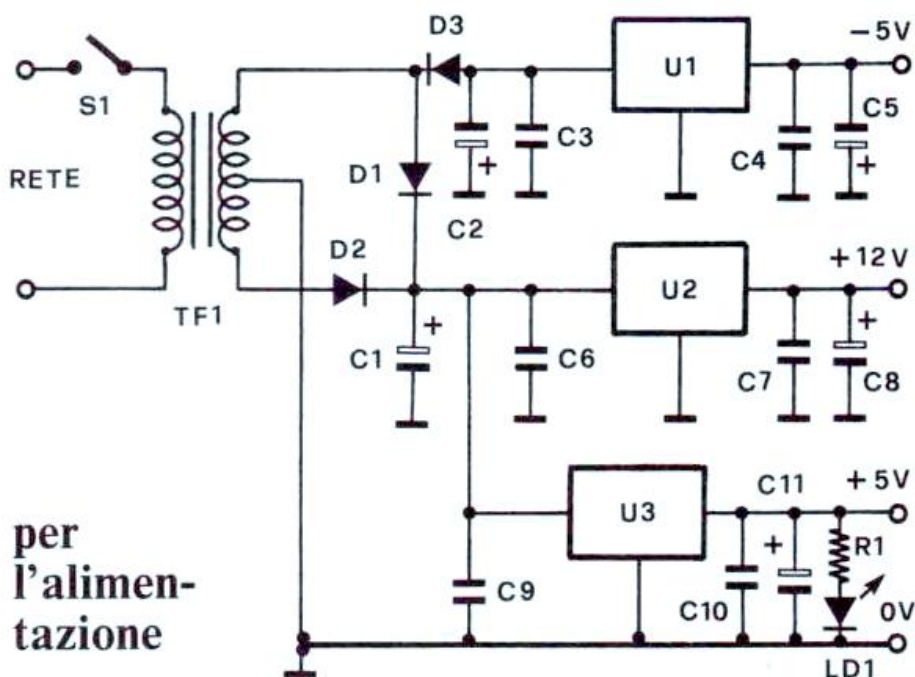 D3
−5V
U1
S1
C5
C3
C4
RETE
D1
C2
+12V
D2
U2
TF1
C1
C6
C7
C8
+5V
C11
U3
R1
C9
C10
0V
LD1
per
l'alimen-
tazione